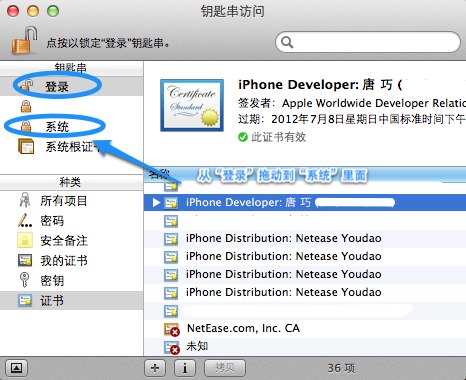 钥匙串访问
点按以锁定“登录”钥匙串。
钥匙串
登录
系统
系统根证
种类
所有项目
密码
安全备注
我的证书
密钥
证书
Certificate
Standard
iPhone Developer: 唐 巧 (
签发者: Apple Worldwide Developer Relation
过期: 2012年7月8日星期日中国标准时间下午
此证书有效
从“登录”拖动到“系统”里面
名称
iPhone Developer: 唐 巧
iPhone Distribution: Netease Youdao
iPhone Distribution: Netease Youdao
iPhone Distribution: Netease Youdao
NetEase.com, Inc. CA
未知
拷贝
36 项